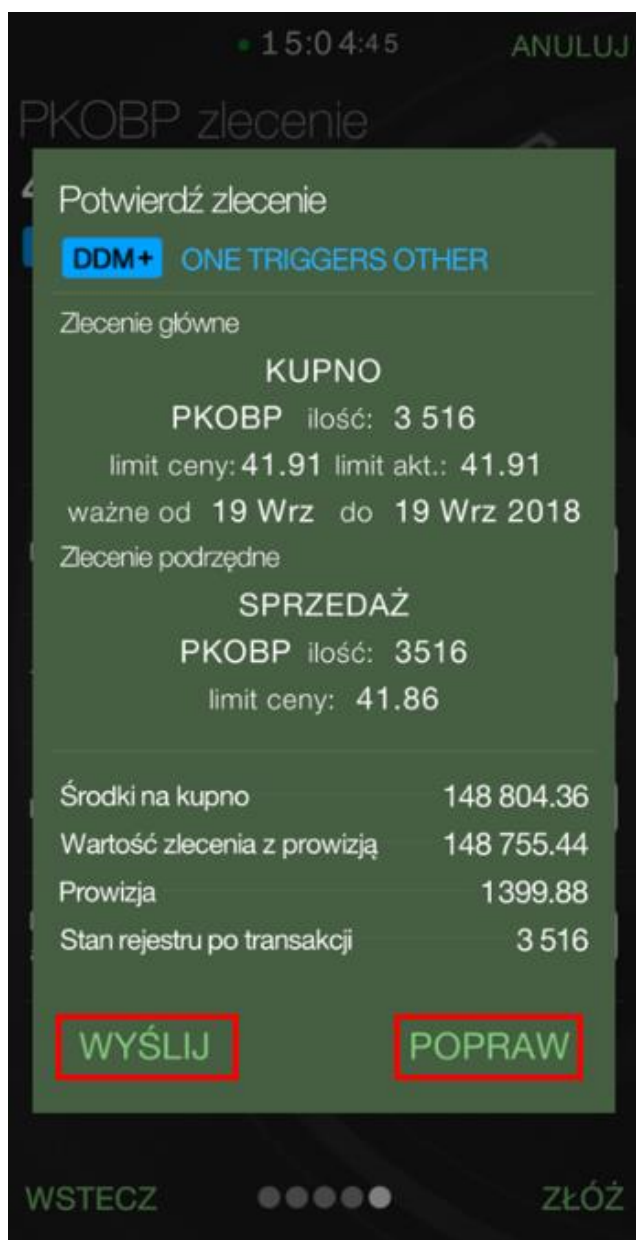 15:04:45 ANULUJ
PKOBP zlecenie
Potwierdź zlecenie
DDM+ ONE TRIGGERS OTHER
Zlecenie główne
KUPNO
PKOBP ilość: 3 516
limit ceny: 41.91 limit akt.: 41.91
ważne od 19 Wrz do 19 Wrz 2018
Zlecenie podrzędne
SPRZEDAŻ
PKOBP ilość: 3516
limit ceny: 41.86
Środki na kupno 148 804.36
Wartość zlecenia z prowizją 148 755.44
Prowizja 1399.88
Stan rejestru po transakcji 3 516
WYŚLIJ POPRAW
WSTECZ ZŁÓŻ